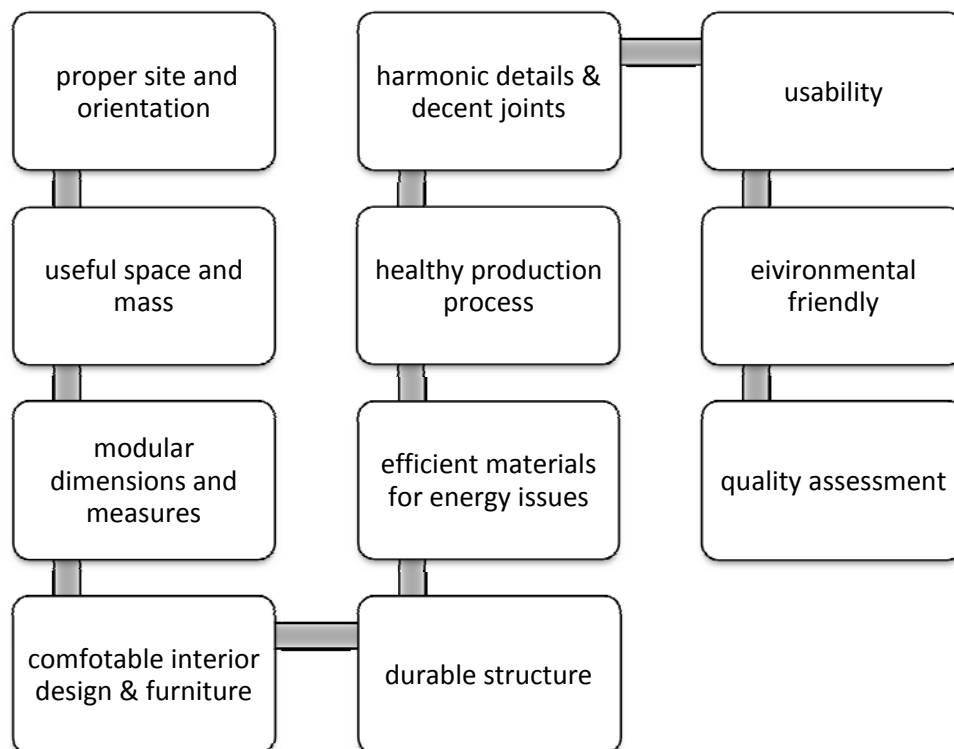 proper site and
orientation
useful space and
mass
modular
dimensions and
measures
comfotable interior
design & furniture
durable structure
efficient materials
for energy issues
healthy production
process
harmonic details &
decent joints
usability
eivironmental
friendly
quality assessment